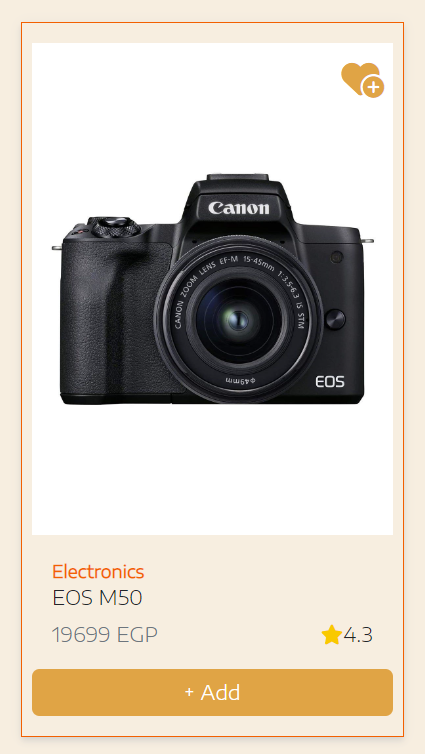 Canon
CANON ZOOM LENS EF-M 15-45mm 1:3.5-6.3 IS STM
Φ49mm
EOS
Electronics
EOS M50
19699 EGP
4.3
+ Add